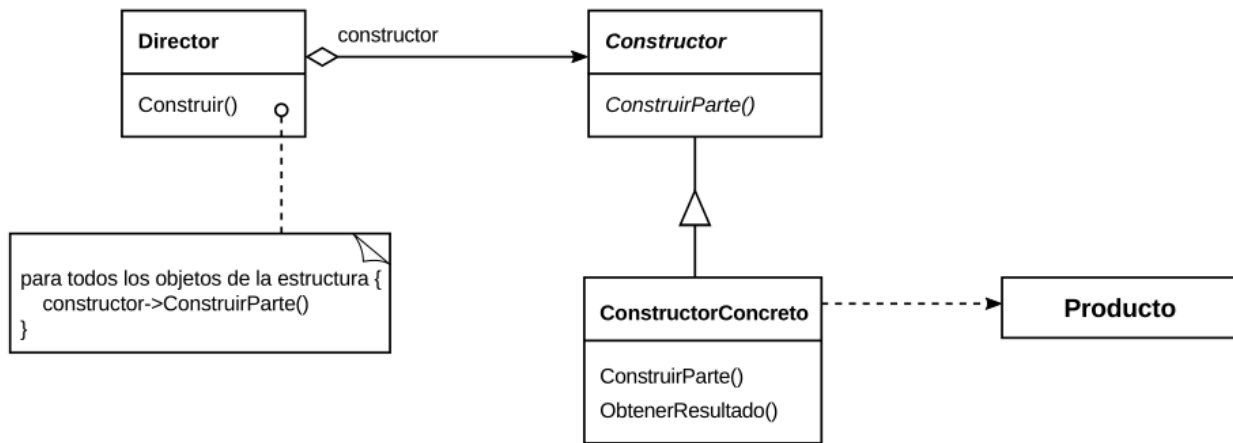 Director
Construir()
constructor
Constructor
ConstruirParte()
para todos los objetos de la estructura {
constructor->ConstruirParte()
}
ConstructorConcreto
ConstruirParte()
ObtenerResultado()
Producto